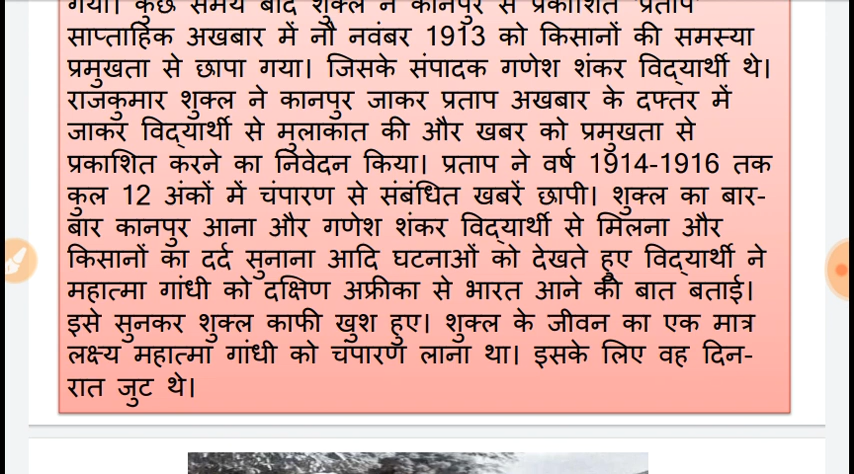 गया। कुछ समय बाद शुक्ल ने कानपुर से प्रकाशित 'प्रताप'
साप्ताहिक अखबार में नौ नवंबर 1913 को किसानों की समस्या
प्रमुखता से छापा गया। जिसके संपादक गणेश शंकर विद्यार्थी थे।
राजकुमार शुक्ल ने कानपुर जाकर प्रताप अखबार के दफ्तर में
जाकर विद्यार्थी से मुलाकात की और खबर को प्रमुखता से
प्रकाशित करने का निवेदन किया। प्रताप ने वर्ष 1914-1916 तक
कुल 12 अंकों में चंपारण से संबंधित खबरें छापी। शुक्ल का बार-
बार कानपुर आना और गणेश शंकर विद्यार्थी से मिलना और
किसानों का दर्द सुनाना आदि घटनाओं को देखते हुए विद्यार्थी ने
महात्मा गांधी को दक्षिण अफ्रीका से भारत आने की बात बताई।
इसे सुनकर शुक्ल काफी खुश हुए। शुक्ल के जीवन का एक मात्र
लक्ष्य महात्मा गांधी को चंपारण लाना था। इसके लिए वह दिन-
रात जुट थे।